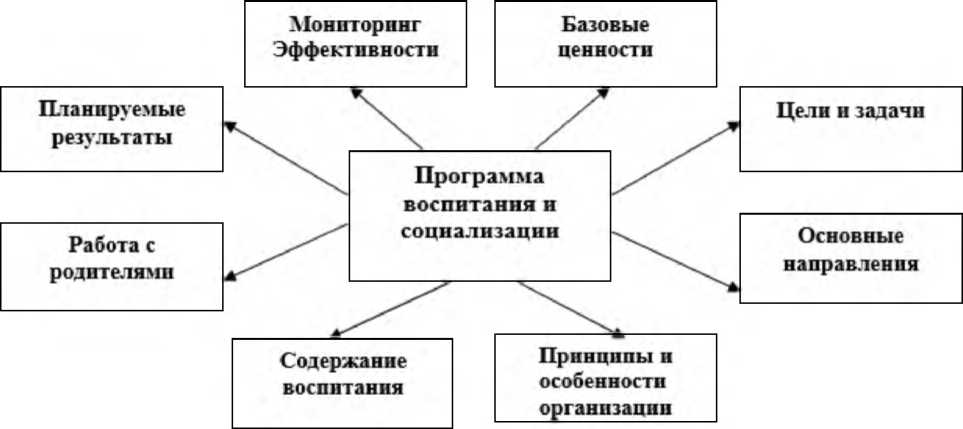 Мониторинг
Эффективности
Базовые
ценности
Планируемые
результаты
Цели и задачи
Программа
воспитания и
социализации
Работа с
родителями
Основные
направления
Содержание
воспитания
Принципы и
особенности
организации